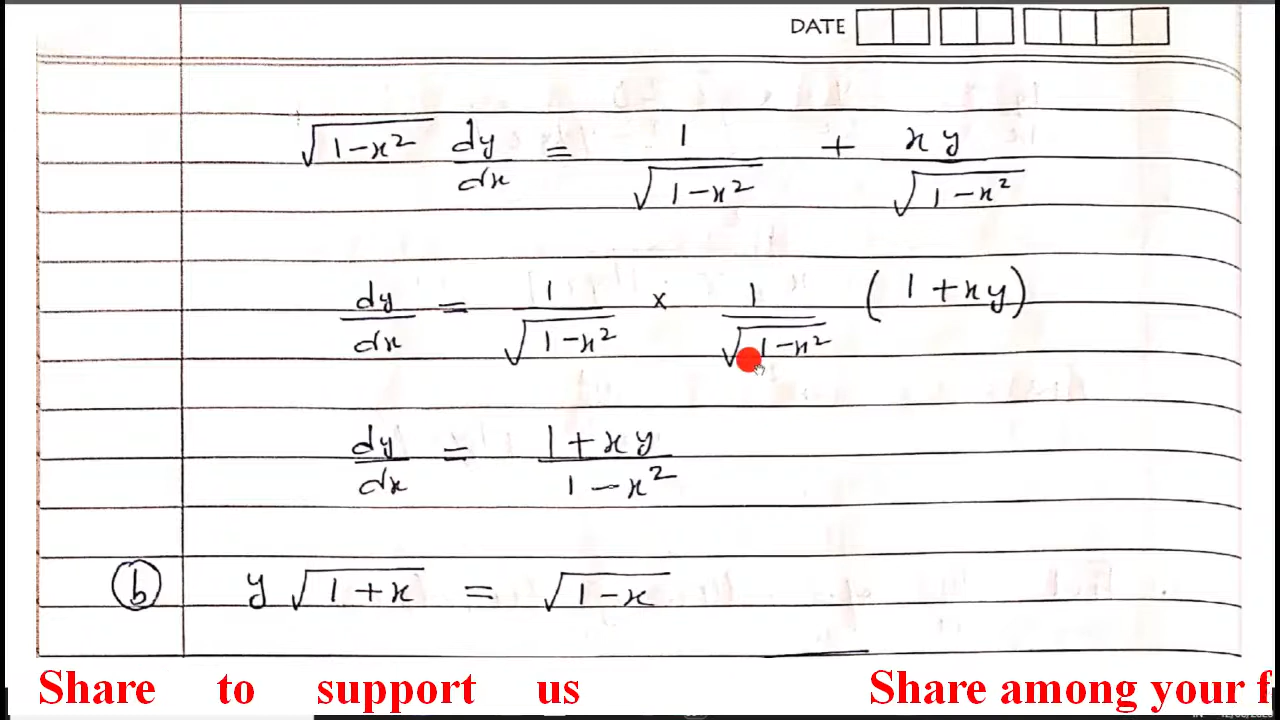 DATE
√(1-x²) dy/dx = 1/√(1-x²) + xy/√(1-x²)
dy/dx = 1/√(1-x²) × 1/√(1-x²) (1+xy)
dy/dx = (1+xy)/(1-x²)
(b) y√(1+x) = √(1-x)
Share to support us Share among your f